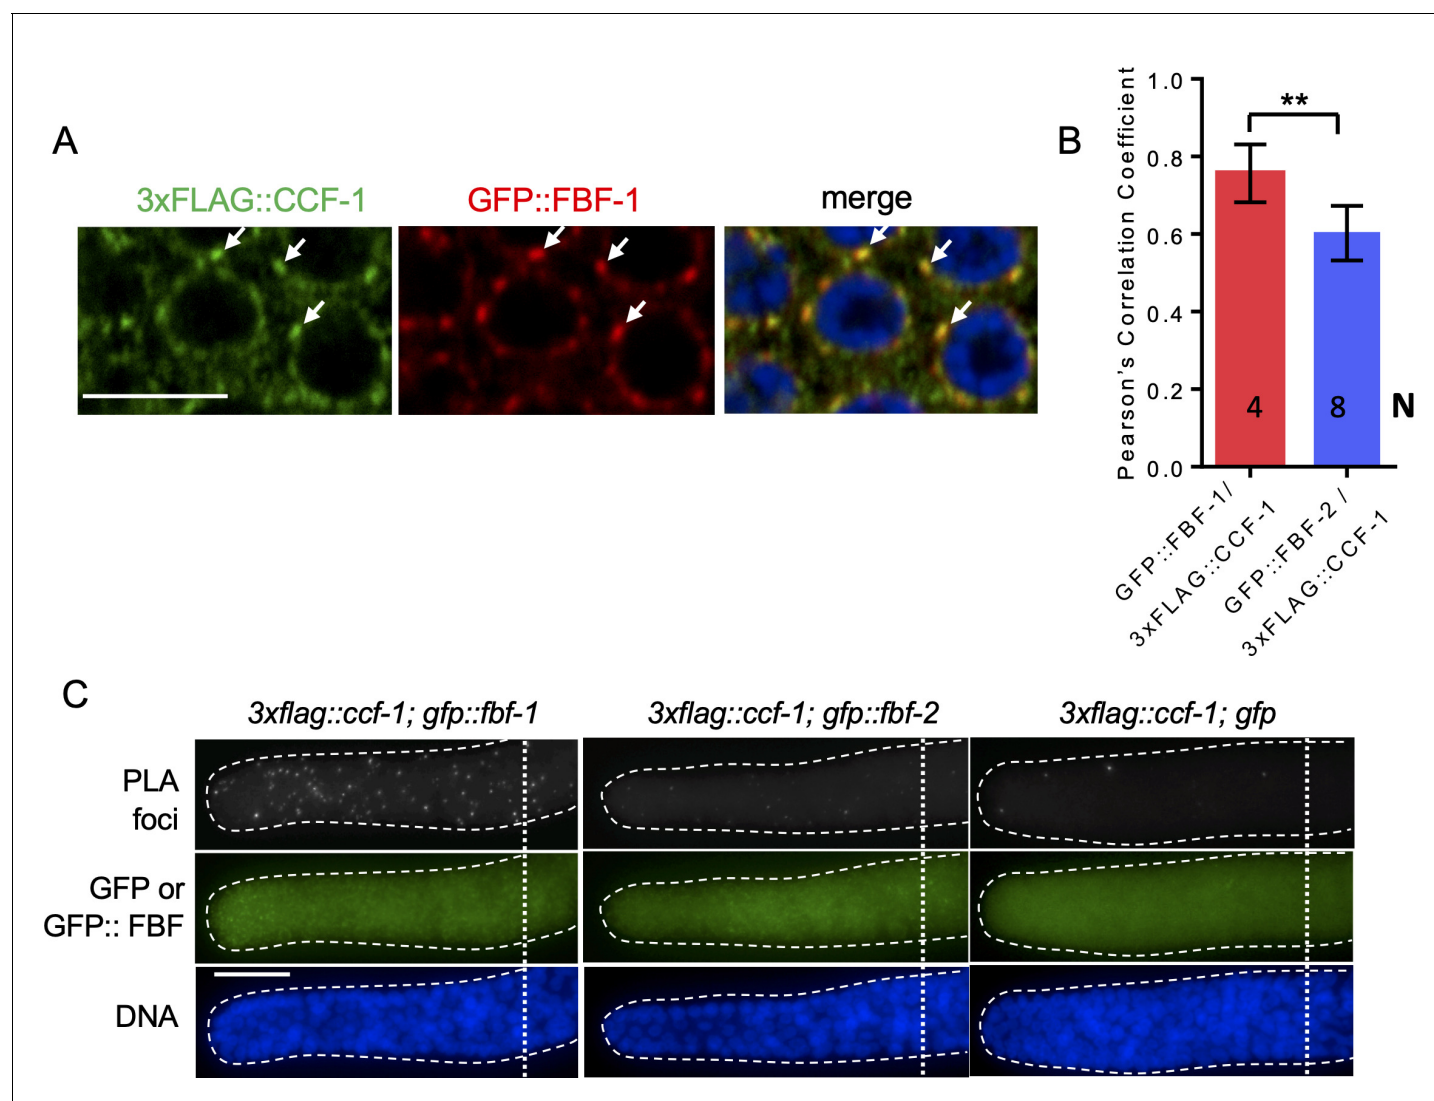 A
3xFLAG::CCF-1
GFP::FBF-1
merge
B
Pearson's Correlation Coefficient
1.0
0.8
0.6
0.4
0.2
0.0
**
4
8
N
GFP::FBF-1/
3xFLAG::CCF-1
GFP::FBF-2 /
3xFLAG::CCF-1
C
3xflag::ccf-1; gfp::fbf-1
3xflag::ccf-1; gfp::fbf-2
3xflag::ccf-1; gfp
PLA
foci
GFP or
GFP:: FBF
DNA